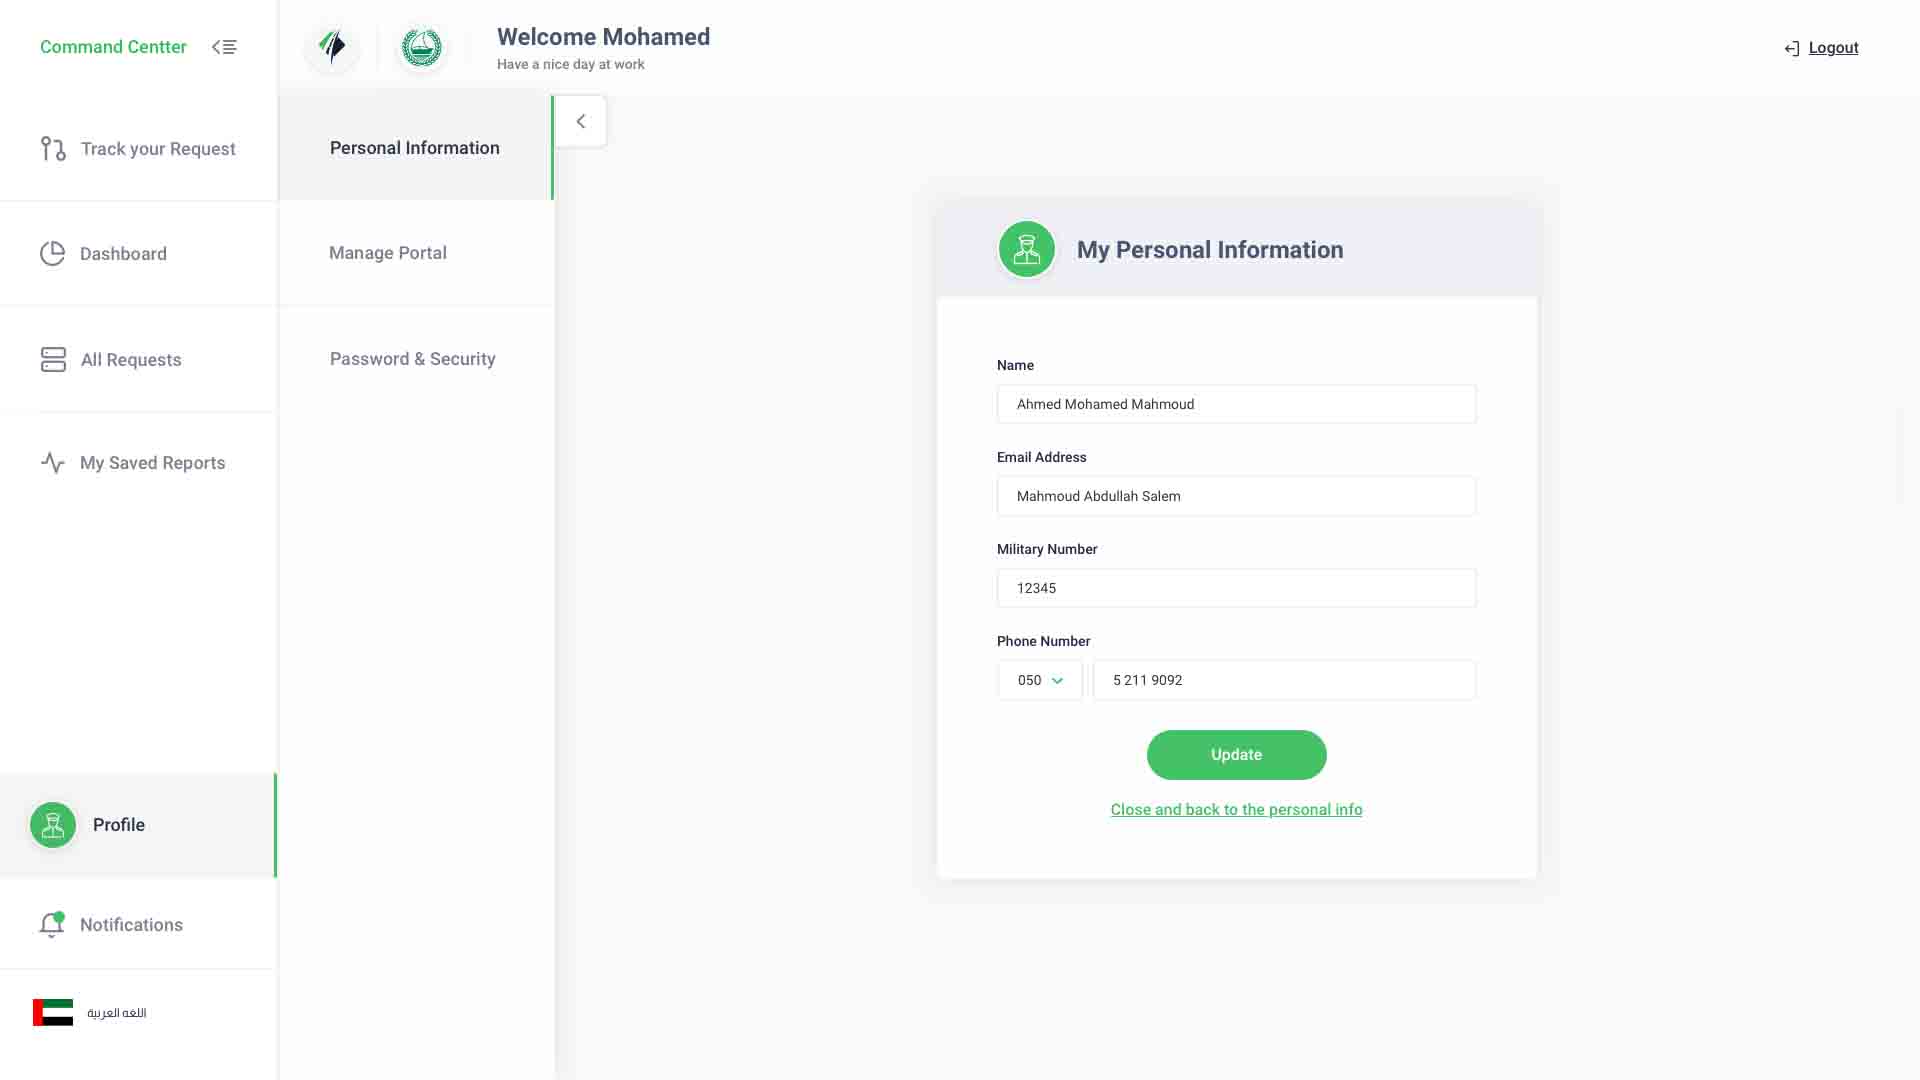 Command Centter
Welcome Mohamed
Have a nice day at work
Logout
Track your Request
Dashboard
All Requests
My Saved Reports
Profile
Notifications
اللغه العربية
Personal Information
Manage Portal
Password & Security
My Personal Information
Name
Ahmed Mohamed Mahmoud
Email Address
Mahmoud Abdullah Salem
Military Number
12345
Phone Number
050 5 211 9092
Update
Close and back to the personal info